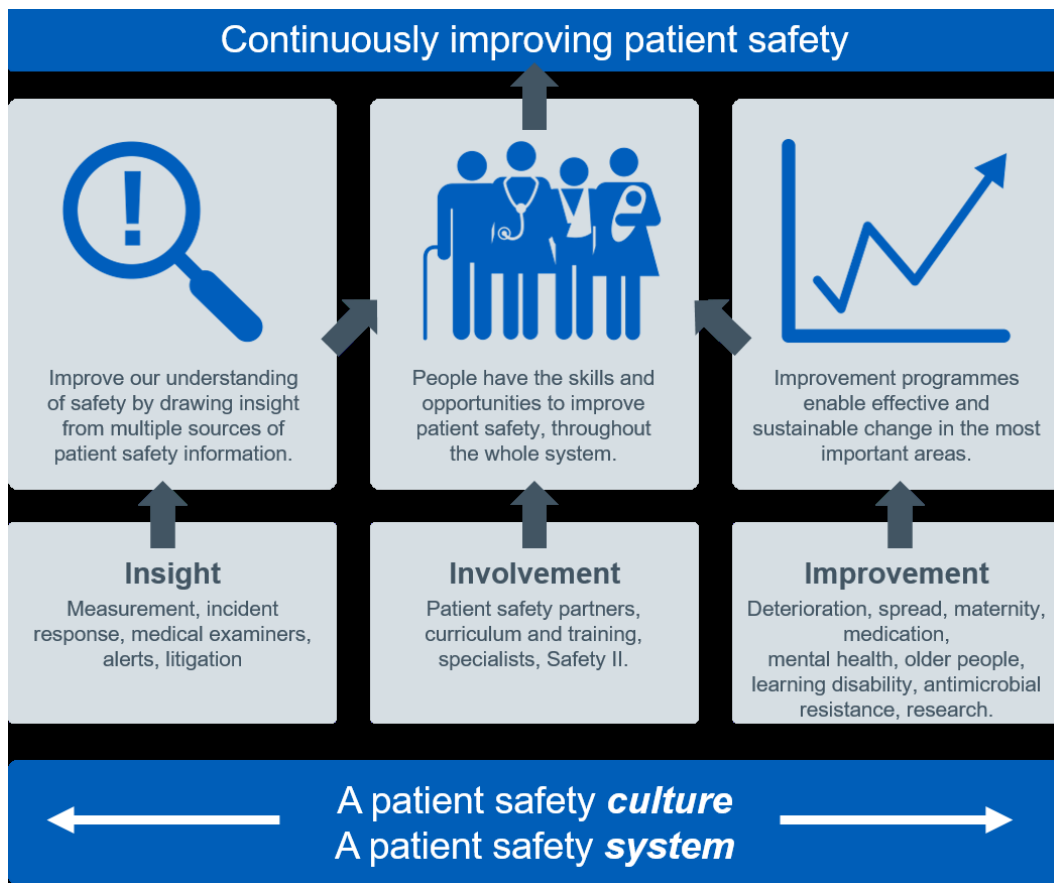 Continuously improving patient safety
!
Improve our understanding
of safety by drawing insight
from multiple sources of
patient safety information.
People have the skills and
opportunities to improve
patient safety, throughout
the whole system.
Improvement programmes
enable effective and
sustainable change in the most
important areas.
Insight
Measurement, incident
response, medical examiners,
alerts, litigation
Involvement
Patient safety partners,
curriculum and training,
specialists, Safety II.
Improvement
Deterioration, spread, maternity,
medication,
mental health, older people,
learning disability, antimicrobial
resistance, research.
A patient safety culture
A patient safety system